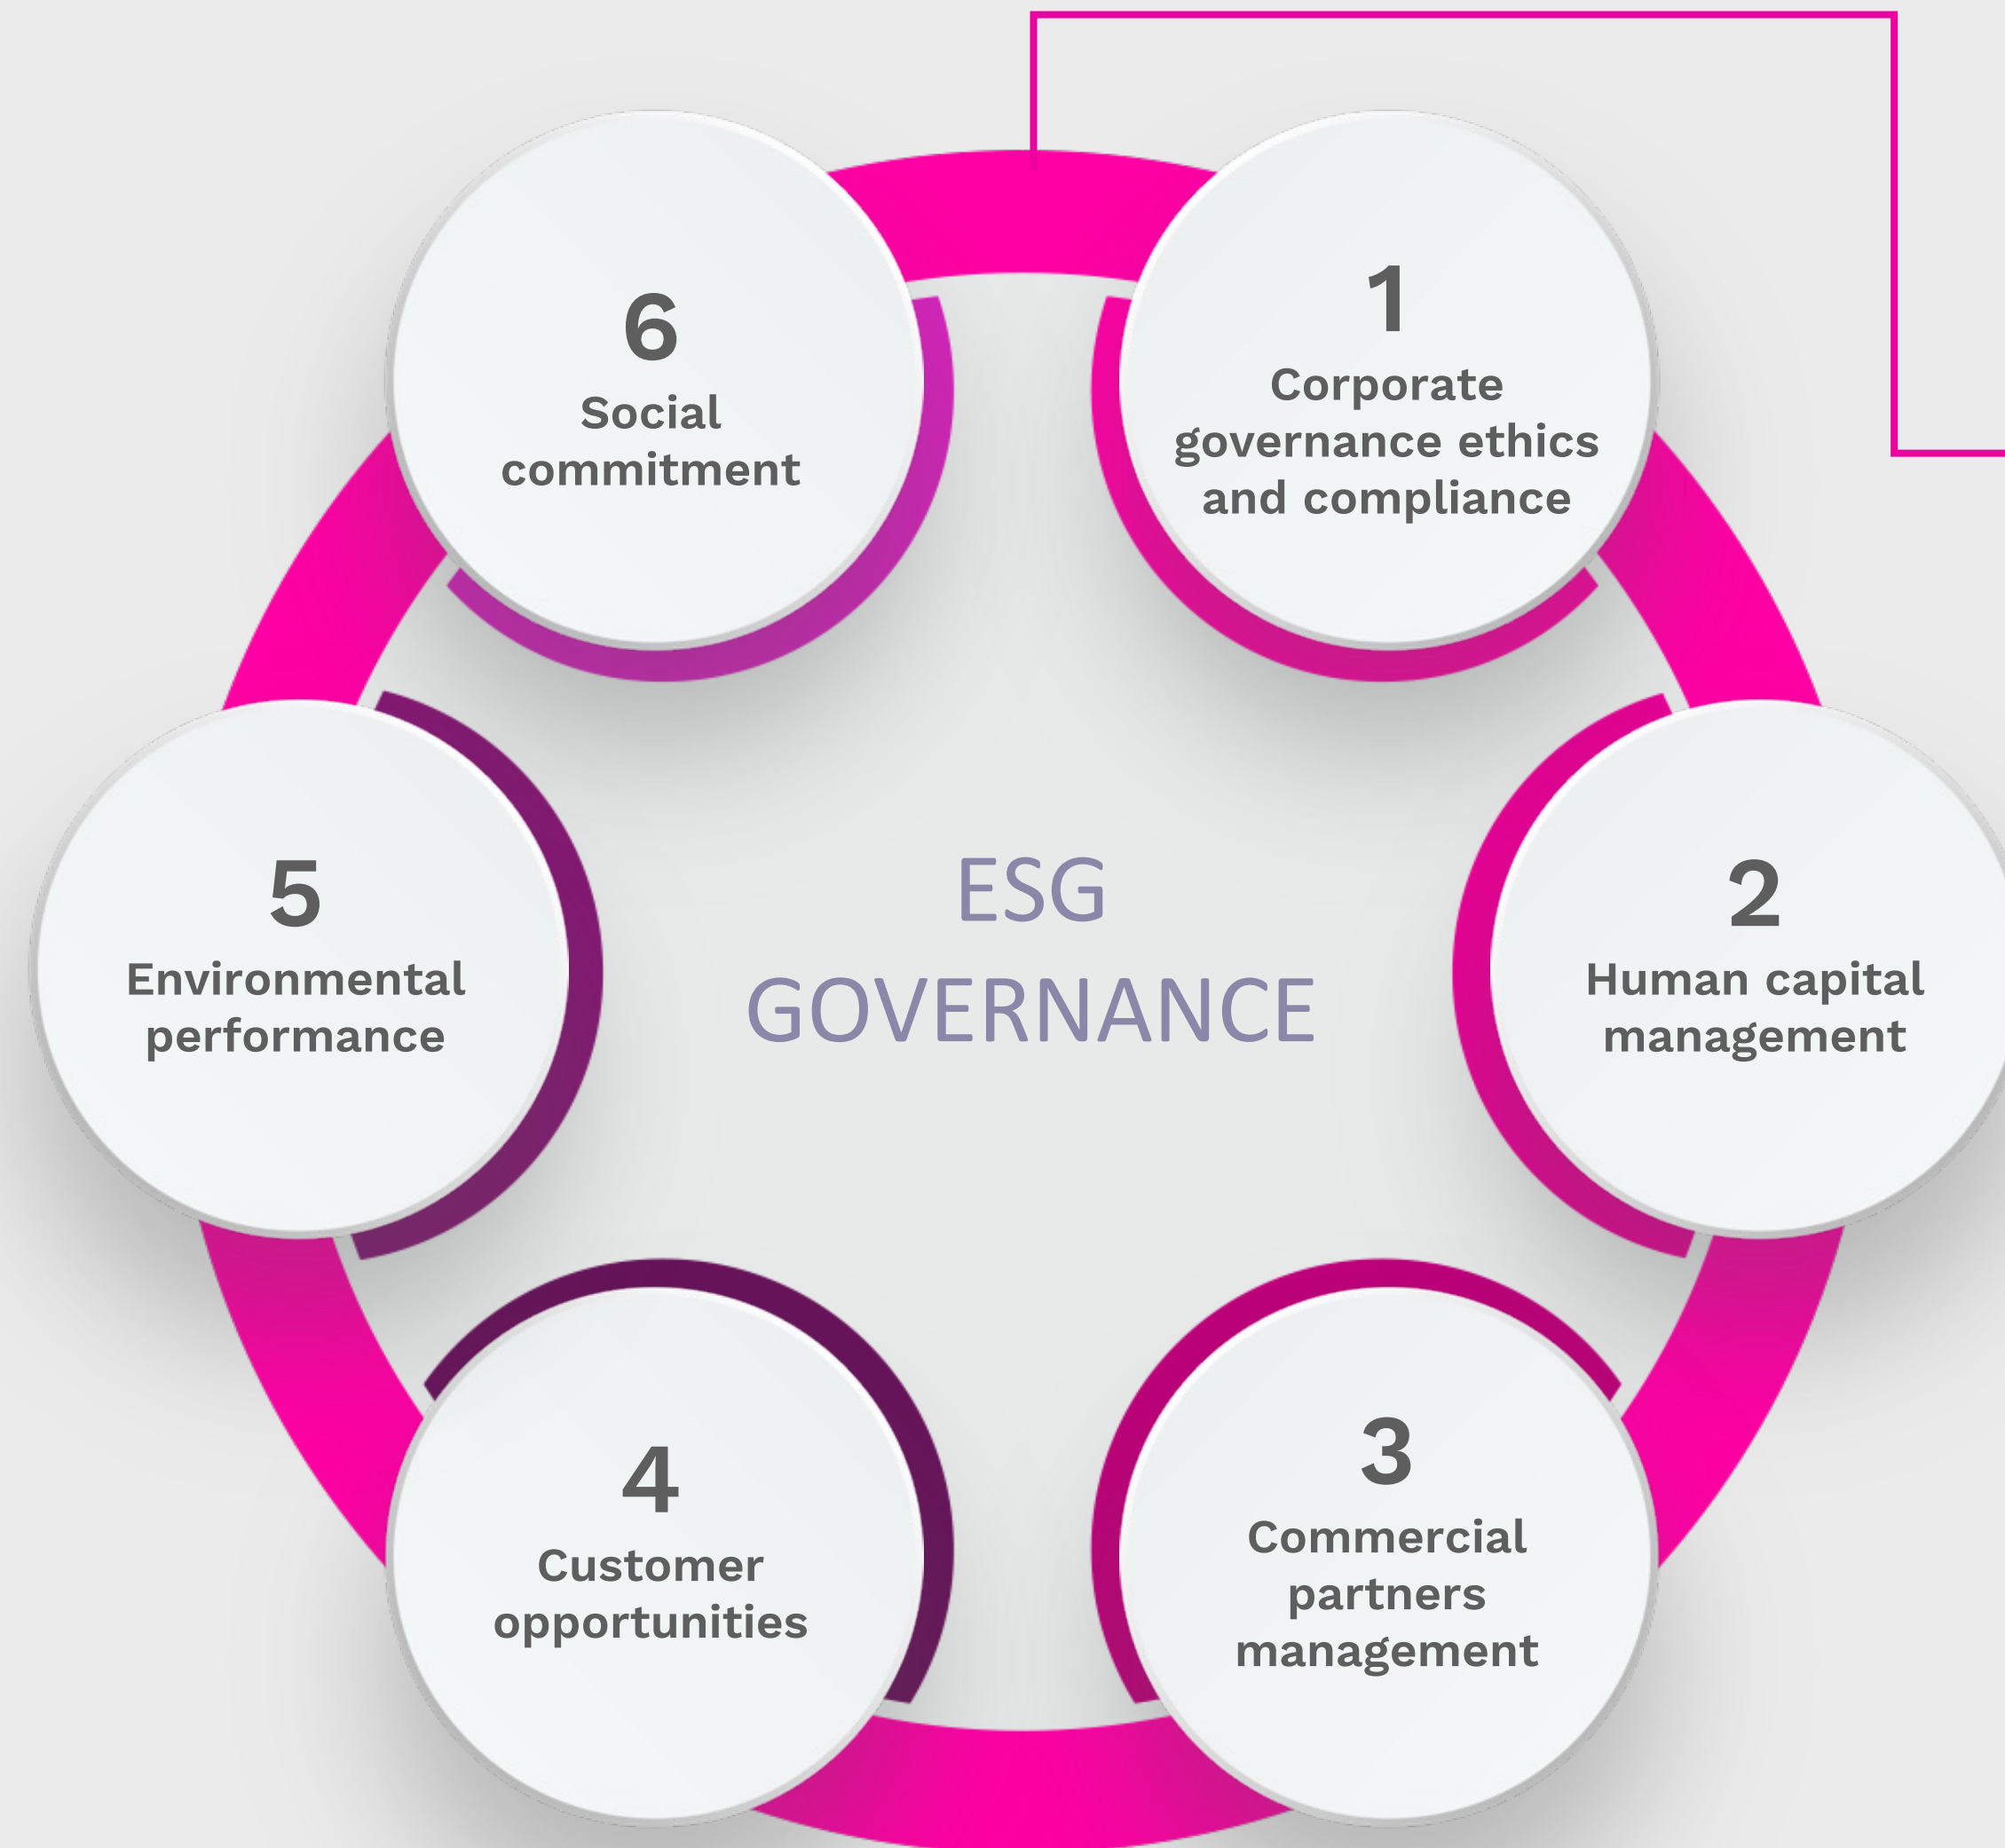 1
Corporate
governance ethics
and compliance
2
Human capital
management
3
Commercial
partners
management
4
Customer
opportunities
5
Environmental
performance
6
Social
commitment
ESG
GOVERNANCE